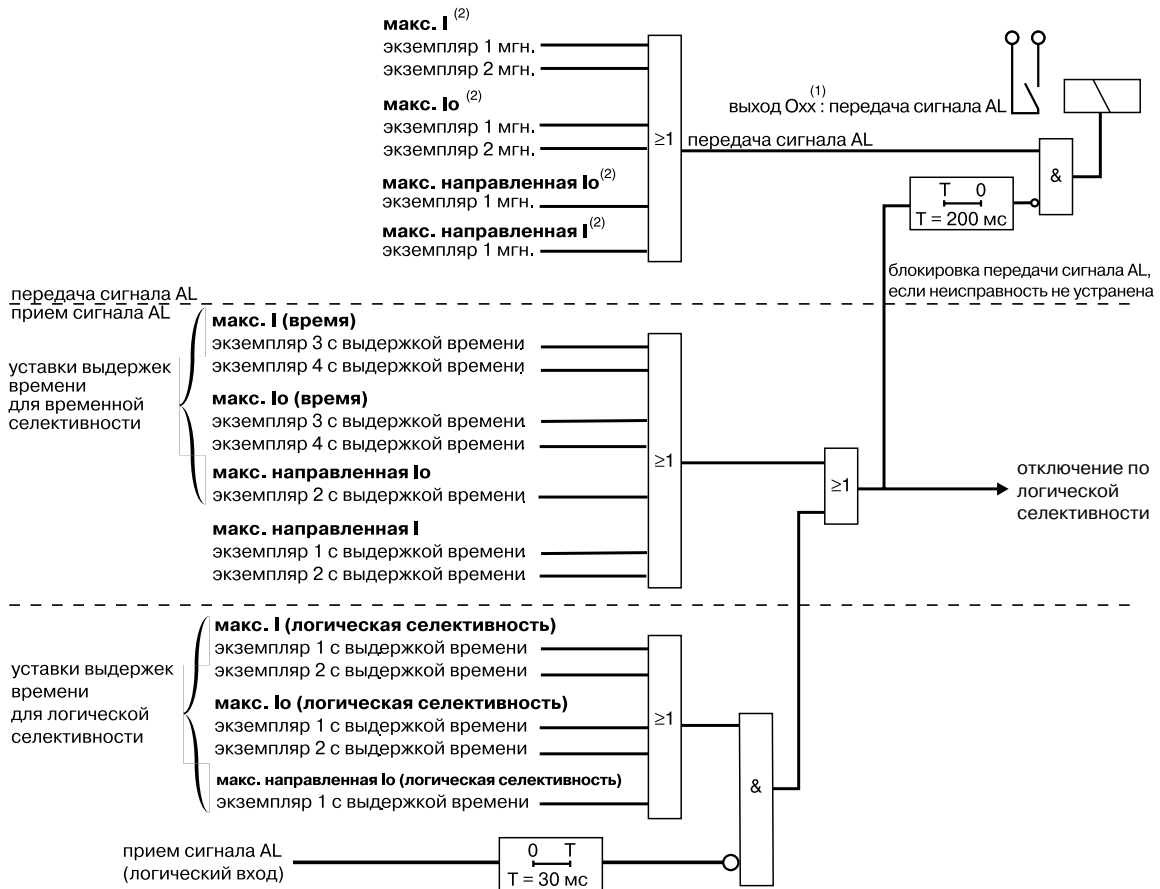 макс. I (2)
экземпляр 1 мгн.
экземпляр 2 мгн.
макс. Io (2)
экземпляр 1 мгн.
экземпляр 2 мгн.
макс. направленная Io (2)
экземпляр 1 мгн.
макс. направленная I (2)
экземпляр 1 мгн.
≥1
передача сигнала AL
выход Oxx (1) : передача сигнала AL
&
T 0
T = 200 мс
блокировка передачи сигнала AL,
если неисправность не устранена
передача сигнала AL
прием сигнала AL
уставки выдержек
времени
для временной
селективности
макс. I (время)
экземпляр 3 с выдержкой времени
экземпляр 4 с выдержкой времени
макс. Io (время)
экземпляр 3 с выдержкой времени
экземпляр 4 с выдержкой времени
макс. направленная Io
экземпляр 2 с выдержкой времени
макс. направленная I
экземпляр 1 с выдержкой времени
экземпляр 2 с выдержкой времени
≥1
≥1
отключение по
логической
селективности
уставки выдержек
времени
для логической
селективности
макс. I (логическая селективность)
экземпляр 1 с выдержкой времени
экземпляр 2 с выдержкой времени
макс. Io (логическая селективность)
экземпляр 1 с выдержкой времени
экземпляр 2 с выдержкой времени
макс. направленная Io (логическая селективность)
экземпляр 1 с выдержкой времени
≥1
&
прием сигнала AL
(логический вход)
0 T
T = 30 мс